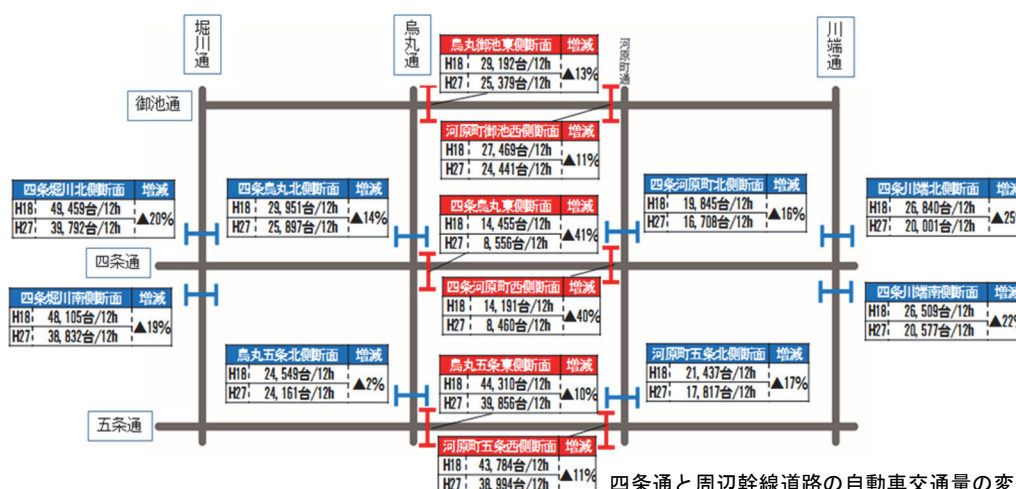 堀川通
烏丸通
河原町通
川端通
御池通
四条通
五条通
烏丸御池東側断面 増減
H18 29,192台/12h ▲13%
H27 25,379台/12h
河原町御池西側断面 増減
H18 27,469台/12h ▲11%
H27 24,441台/12h
四条堀川北側断面 増減
H18 49,459台/12h ▲20%
H27 39,792台/12h
四条烏丸北側断面 増減
H18 29,951台/12h ▲14%
H27 25,897台/12h
四条烏丸東側断面 増減
H18 14,455台/12h ▲41%
H27 8,556台/12h
四条河原町北側断面 増減
H18 19,845台/12h ▲16%
H27 16,708台/12h
四条川端北側断面 増減
H18 26,840台/12h ▲25%
H27 20,001台/12h
四条堀川南側断面 増減
H18 48,105台/12h ▲19%
H27 38,832台/12h
四条河原町西側断面 増減
H18 14,191台/12h ▲40%
H27 8,460台/12h
四条川端南側断面 増減
H18 26,509台/12h ▲22%
H27 20,577台/12h
烏丸五条北側断面 増減
H18 24,549台/12h ▲2%
H27 24,161台/12h
烏丸五条東側断面 増減
H18 44,310台/12h ▲10%
H27 39,856台/12h
河原町五条北側断面 増減
H18 21,437台/12h ▲17%
H27 17,817台/12h
河原町五条西側断面 増減
H18 43,784台/12h ▲11%
H27 38,994台/12h
四条通と周辺幹線道路の自動車交通量の変